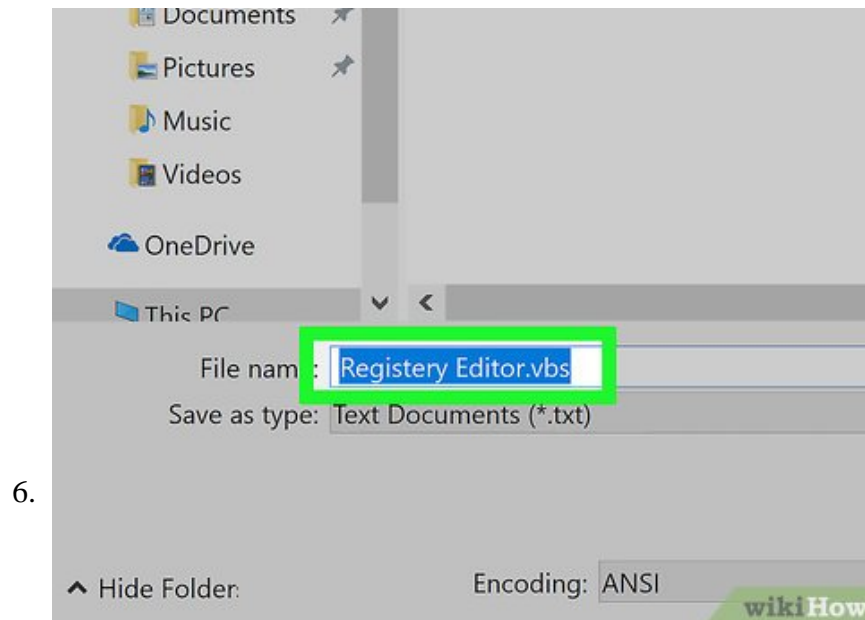 Documents
Pictures
Music
Videos
OneDrive
This PC
File name: Registery Editor.vbs
Save as type: Text Documents (*.txt)
6.
Hide Folder
Encoding: ANSI
wikiHow